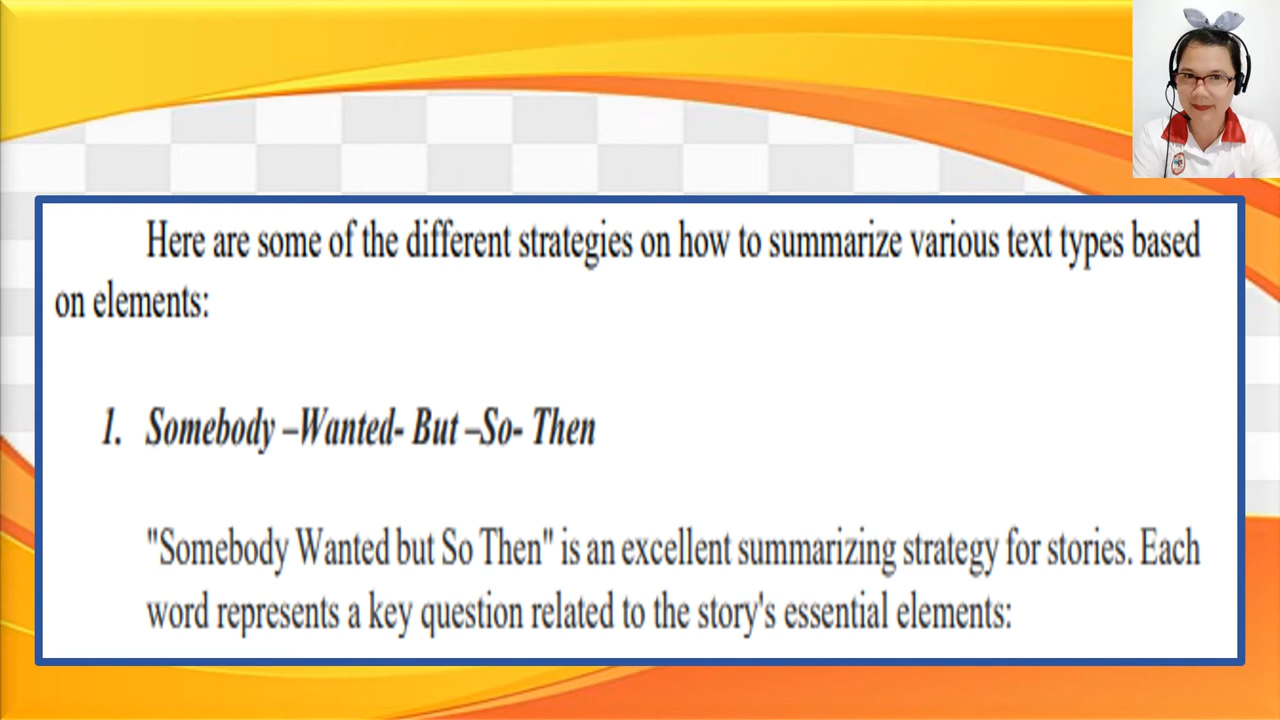 Here are some of the different strategies on how to summarize various text types based
on elements:
1. Somebody –Wanted- But –So- Then
"Somebody Wanted but So Then" is an excellent summarizing strategy for stories. Each
word represents a key question related to the story's essential elements: